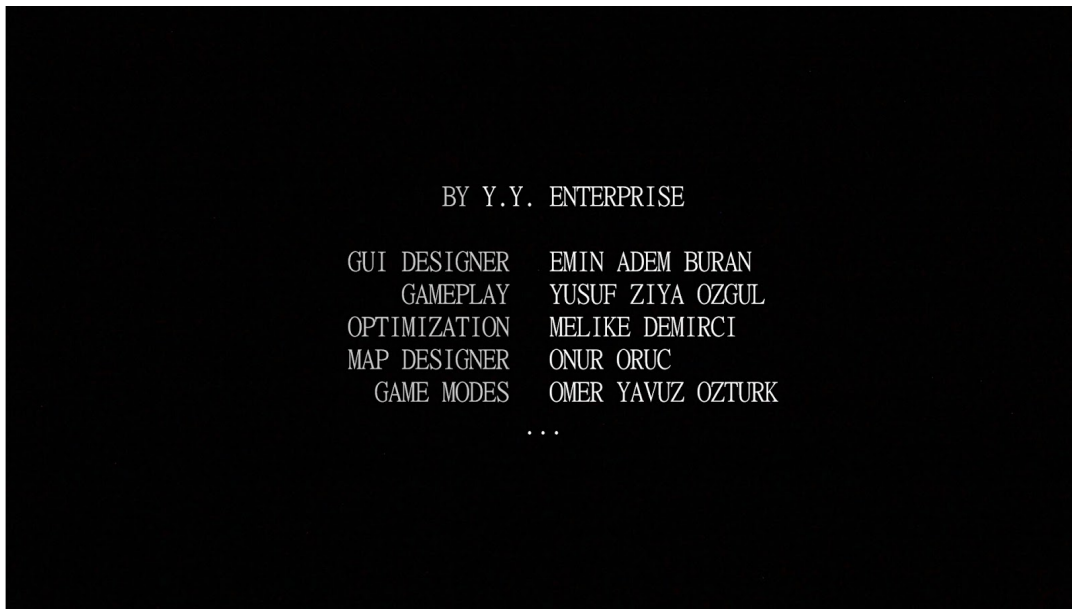 BY Y.Y. ENTERPRISE
GUI DESIGNER EMIN ADEM BURAN
GAMEPLAY YUSUF ZIYA OZGUL
OPTIMIZATION MELIKE DEMIRCI
MAP DESIGNER ONUR ORUC
GAME MODES OMER YAVUZ OZTURK
...